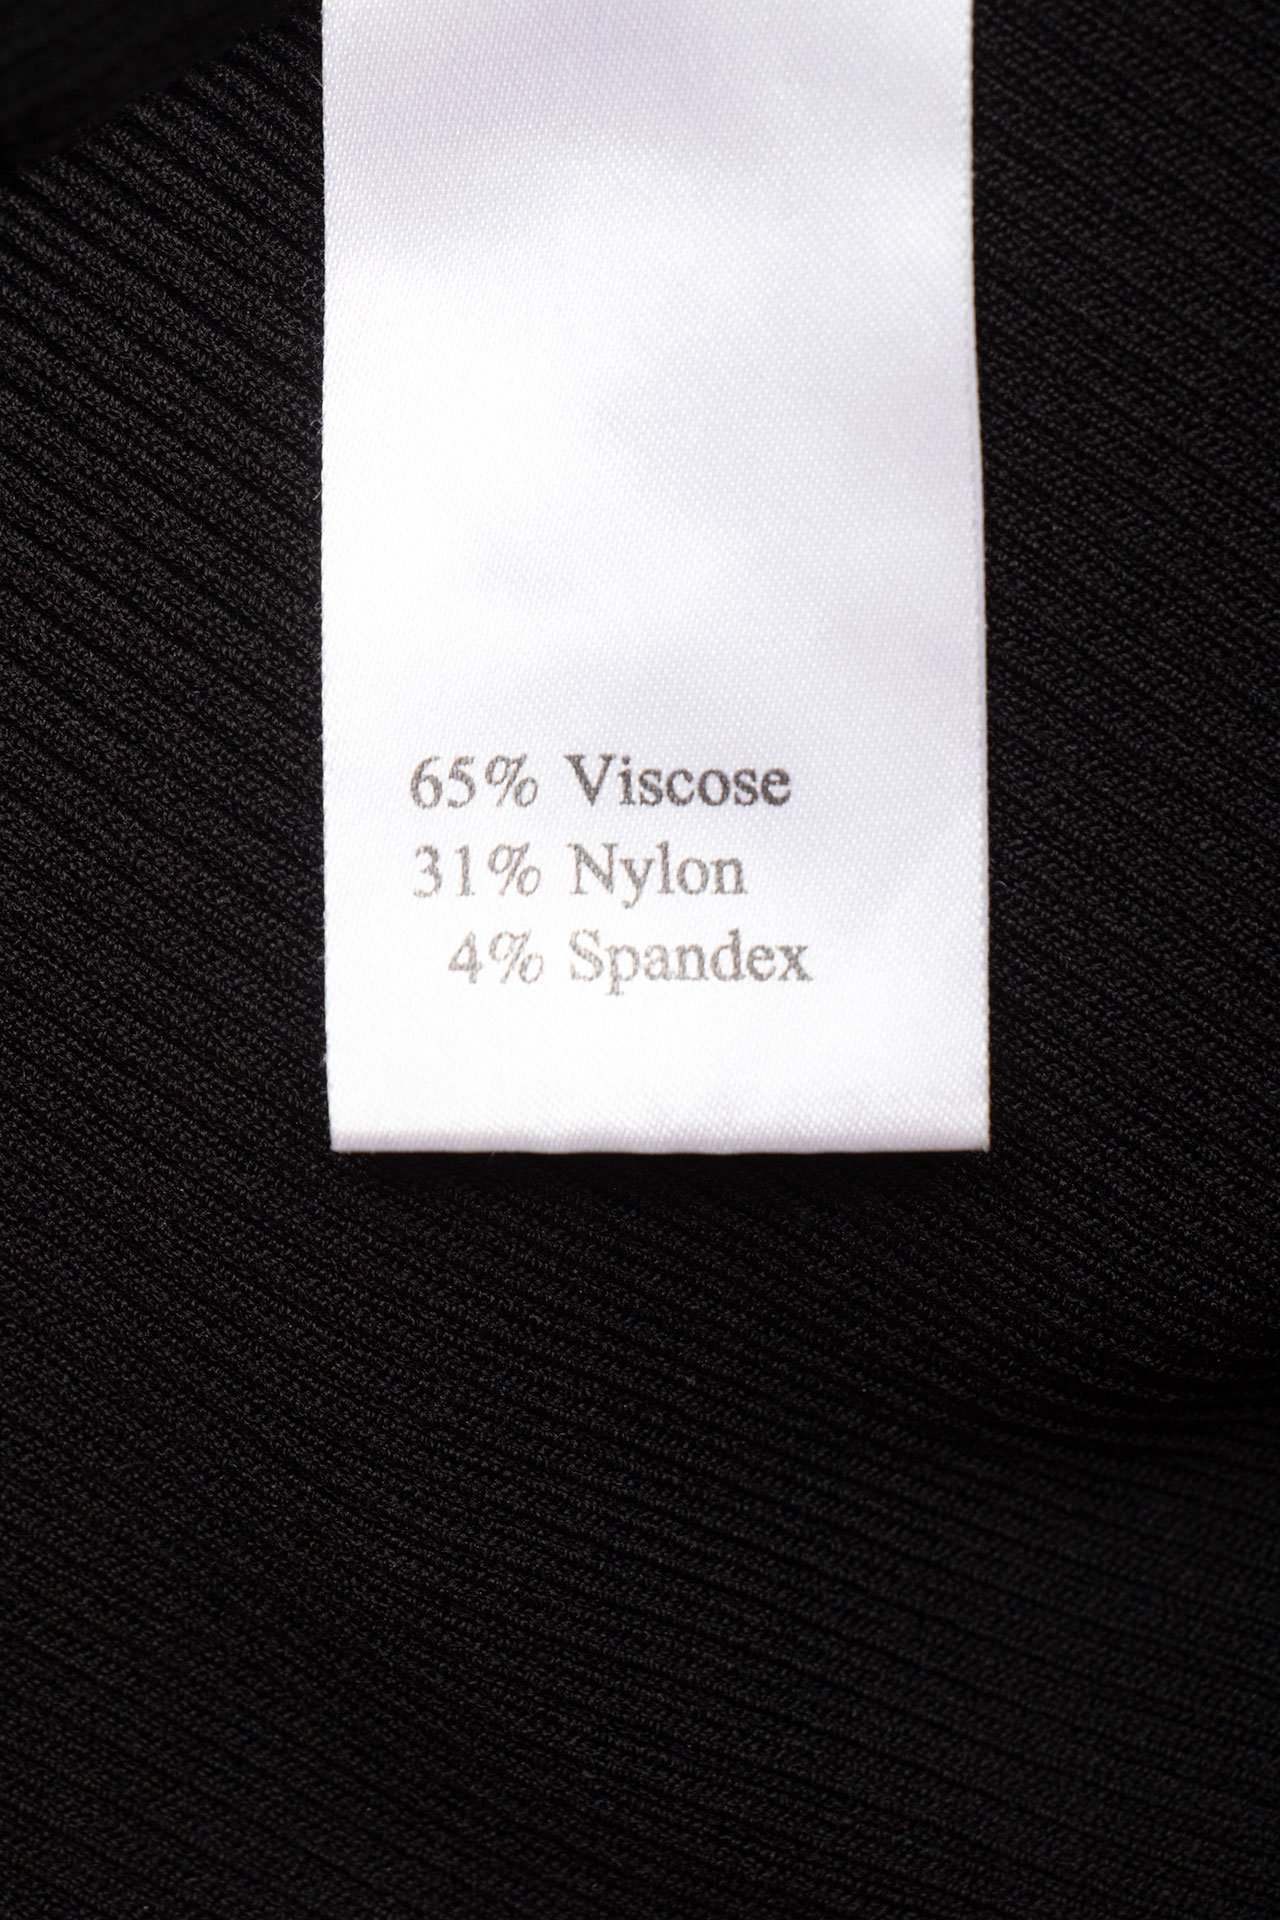 65% Viscose
31% Nylon
4% Spandex